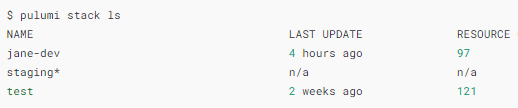 $ pulumi stack ls
NAME LAST UPDATE RESOURCE
jane-dev 4 hours ago 97
staging* n/a n/a
test 2 weeks ago 121